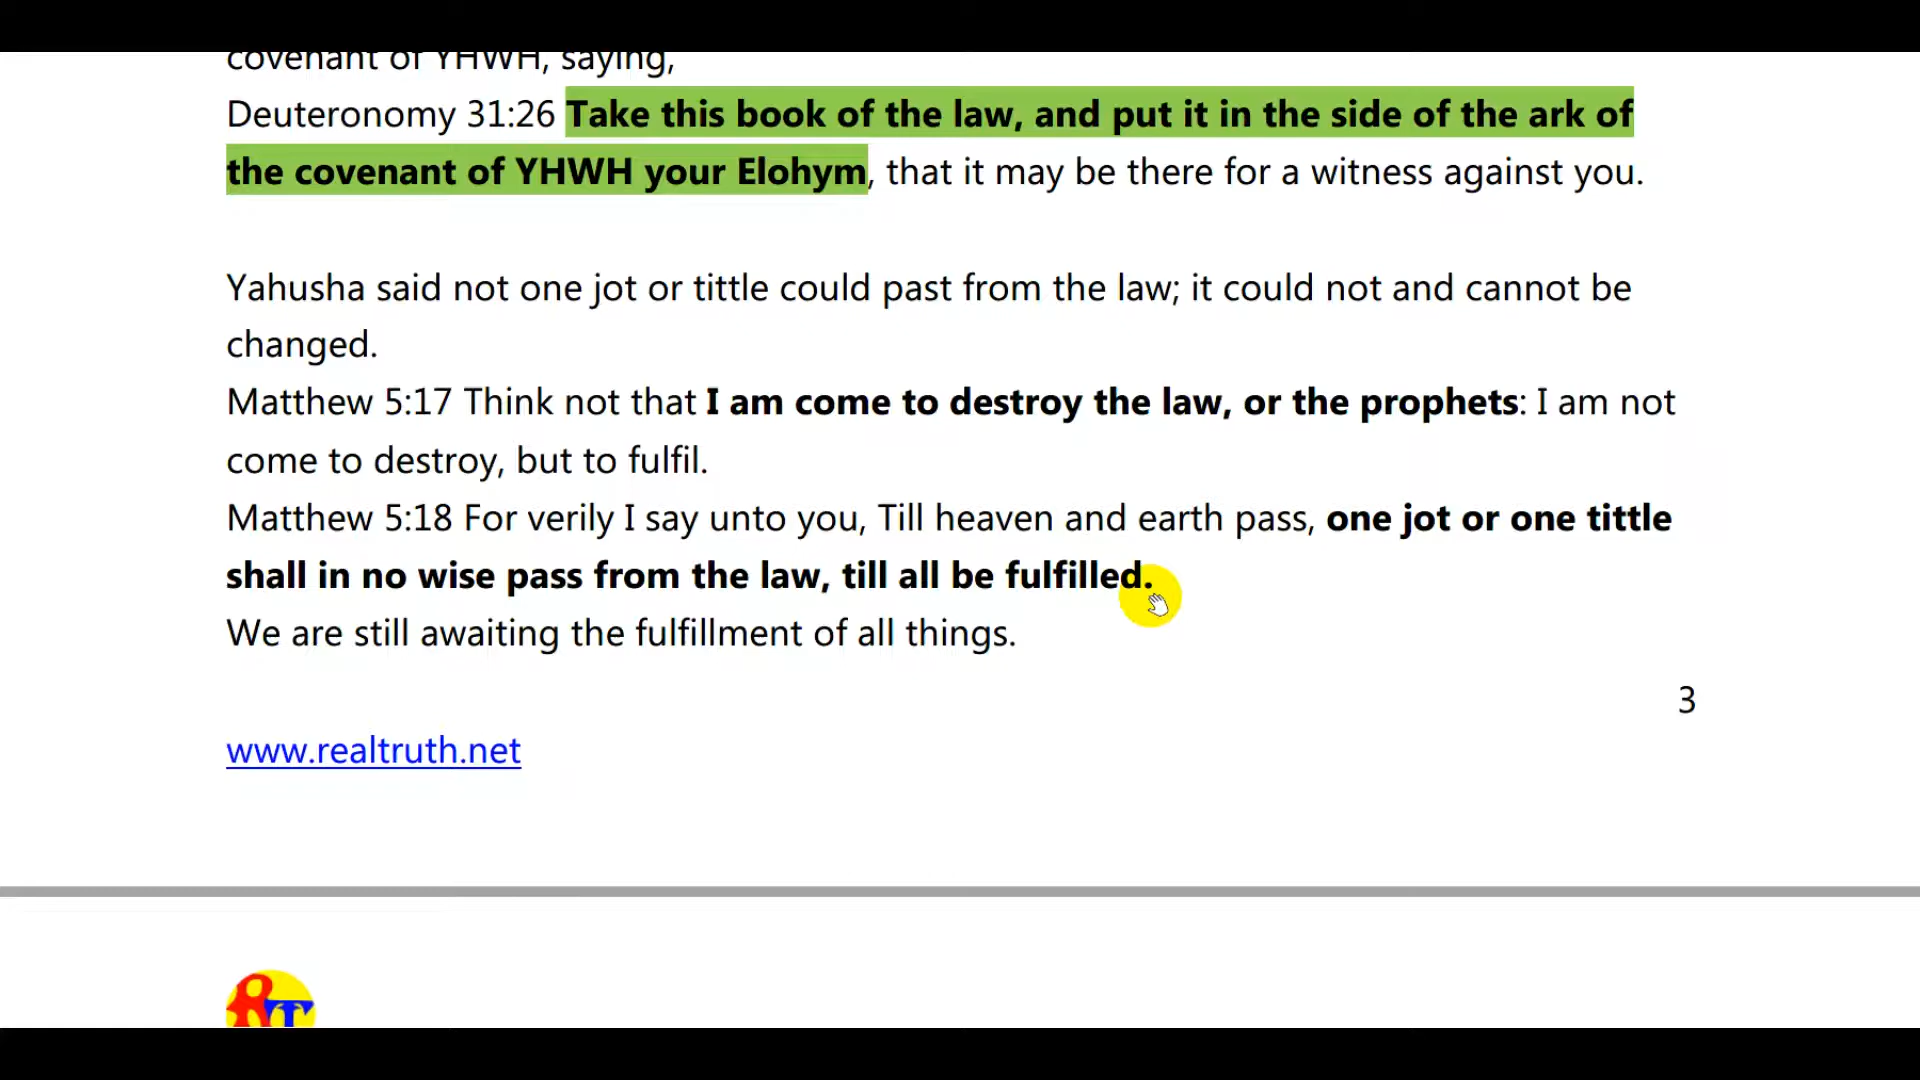 covenant of YHWH, saying,
Deuteronomy 31:26 Take this book of the law, and put it in the side of the ark of
the covenant of YHWH your Elohym, that it may be there for a witness against you.
Yahusha said not one jot or tittle could past from the law; it could not and cannot be
changed.
Matthew 5:17 Think not that I am come to destroy the law, or the prophets: I am not
come to destroy, but to fulfil.
Matthew 5:18 For verily I say unto you, Till heaven and earth pass, one jot or one tittle
shall in no wise pass from the law, till all be fulfilled.
We are still awaiting the fulfillment of all things.
3
www.realtruth.net
RT